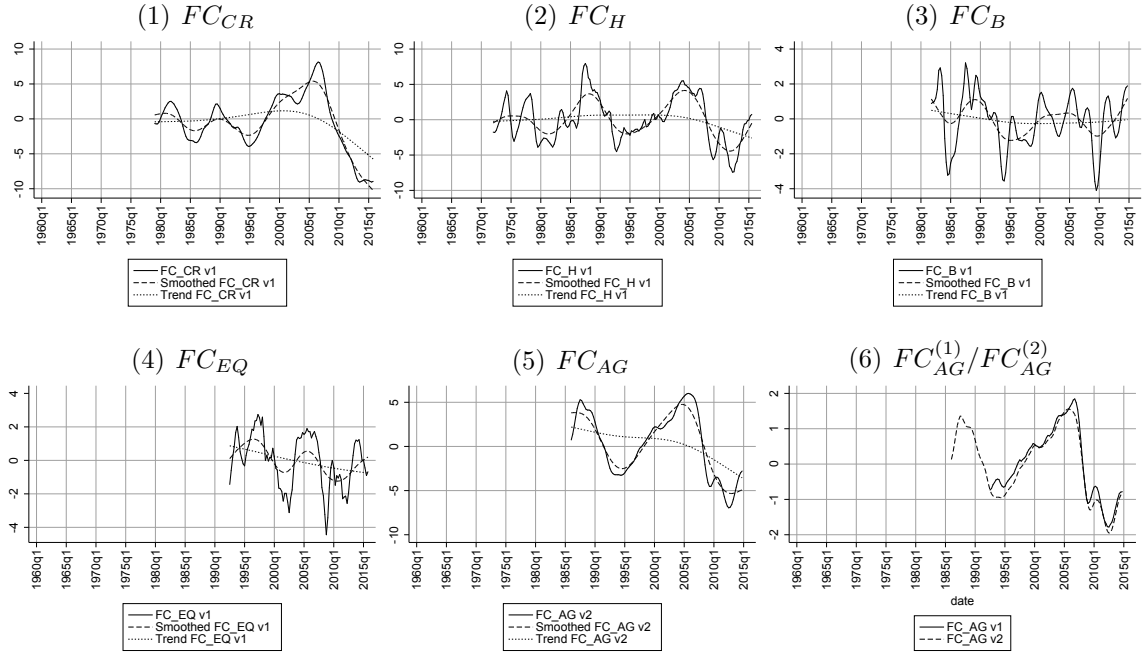 (1) FC_CR
10
5
0
-5
-10
1960q1
1965q1
1970q1
1975q1
1980q1
1985q1
1990q1
1995q1
2000q1
2005q1
2010q1
2015q1
FC_CR v1
Smoothed FC_CR v1
Trend FC_CR v1
(2) FC_H
10
5
0
-5
-10
1960q1
1965q1
1970q1
1975q1
1980q1
1985q1
1990q1
1995q1
2000q1
2005q1
2010q1
2015q1
FC_H v1
Smoothed FC_H v1
Trend FC_H v1
(3) FC_B
4
2
0
-2
-4
1960q1
1965q1
1970q1
1975q1
1980q1
1985q1
1990q1
1995q1
2000q1
2005q1
2010q1
2015q1
FC_B v1
Smoothed FC_B v1
Trend FC_B v1
(4) FC_EQ
4
2
0
-2
-4
1960q1
1965q1
1970q1
1975q1
1980q1
1985q1
1990q1
1995q1
2000q1
2005q1
2010q1
2015q1
FC_EQ v1
Smoothed FC_EQ v1
Trend FC_EQ v1
(5) FC_AG
5
0
-5
-10
1960q1
1965q1
1970q1
1975q1
1980q1
1985q1
1990q1
1995q1
2000q1
2005q1
2010q1
2015q1
FC_AG v2
Smoothed FC_AG v2
Trend FC_AG v2
(6) FC_AG^(1)/FC_AG^(2)
2
1
0
-1
-2
1960q1
1965q1
1970q1
1975q1
1980q1
1985q1
1990q1
1995q1
2000q1
2005q1
2010q1
2015q1
date
FC_AG v1
FC_AG v2